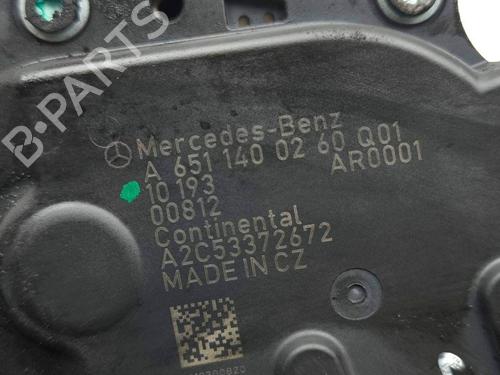 Mercedes-Benz
A 651 140 02 60 Q01
AR0001
10 193
00812
Continental
A2C53372672
MADE IN CZ
B-PARTS